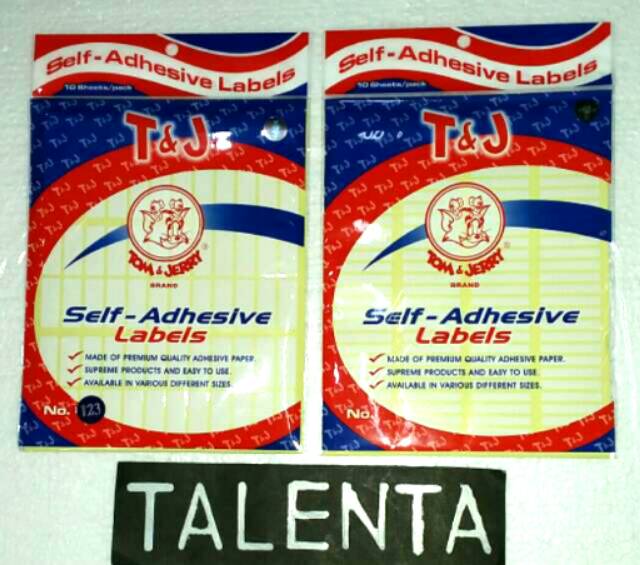 Self-Adhesive Labels
10 Sheets/pack
T&J
TOM & JERRY
BRAND
Self-Adhesive
Labels
MADE OF PREMIUM QUALITY ADHESIVE PAPER.
SUPREME PRODUCTS AND EASY TO USE.
AVAILABLE IN VARIOUS DIFFERENT SIZES.
No. 123
Self-Adhesive Labels
10 Sheets/pack
T&J
TOM & JERRY
BRAND
Self-Adhesive
Labels
MADE OF PREMIUM QUALITY ADHESIVE PAPER.
SUPREME PRODUCTS AND EASY TO USE.
AVAILABLE IN VARIOUS DIFFERENT SIZES.
No.
TALENTA